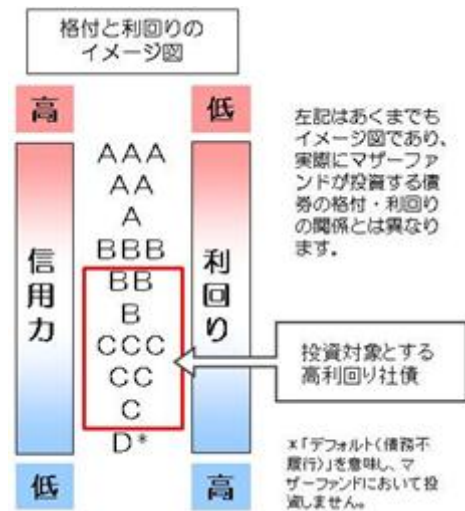 格付と利回りの
イメージ図
高
低
信用力
AAA
AA
A
BBB
BB
B
CCC
CC
C
D*
利回り
低
高
左記はあくまでも
イメージ図であり、
実際にマザーファ
ンドが投資する債
券の格付・利回り
の関係とは異なり
ます。
投資対象とする
高利回り社債
*「デフォルト(債務不
履行)」を意味し、マ
ザーファンドにおいて投
資しません。